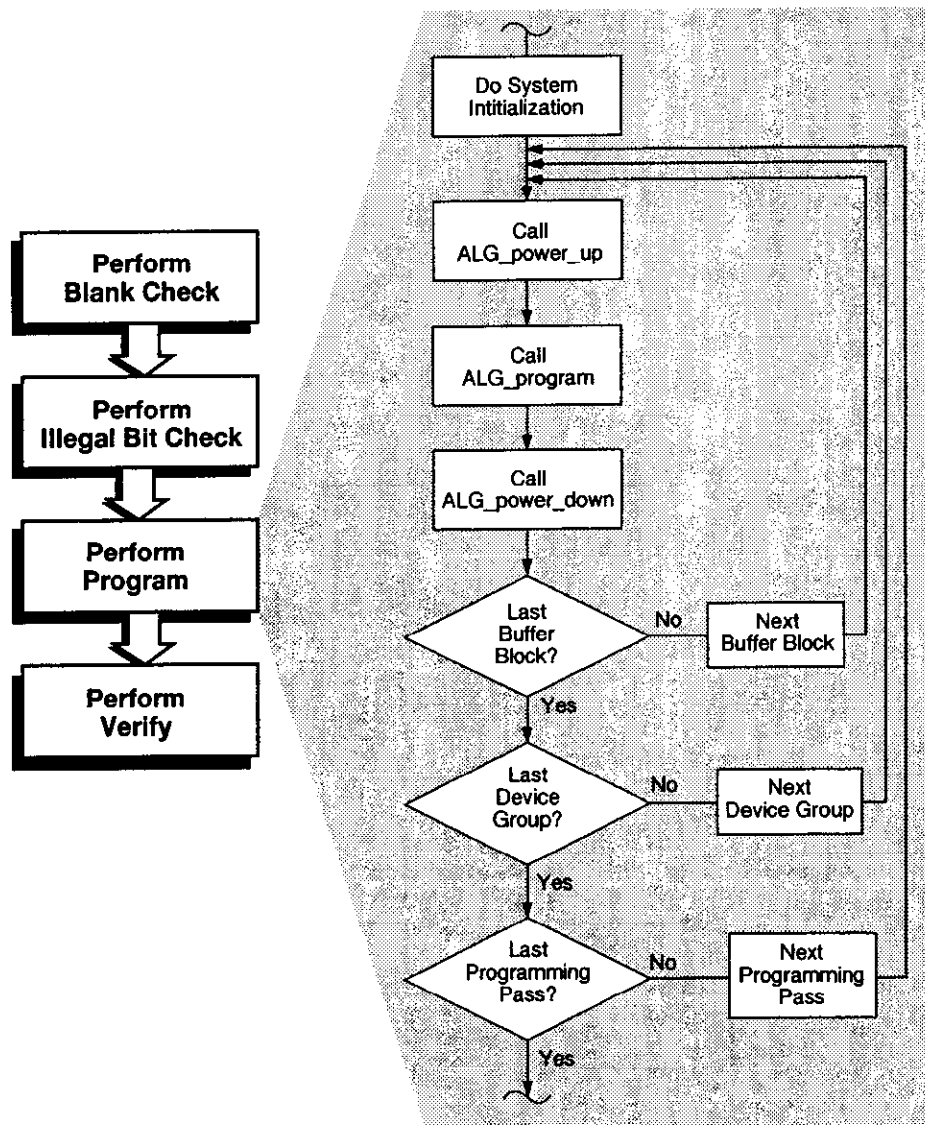 Perform
Blank Check
Perform
Illegal Bit Check
Perform
Program
Perform
Verify
Do System
Intitialization
Call
ALG_power_up
Call
ALG_program
Call
ALG_power_down
Last
Buffer
Block?
No
Next
Buffer Block
Yes
Last
Device
Group?
No
Next
Device Group
Yes
Last
Programming
Pass?
No
Next
Programming
Pass
Yes